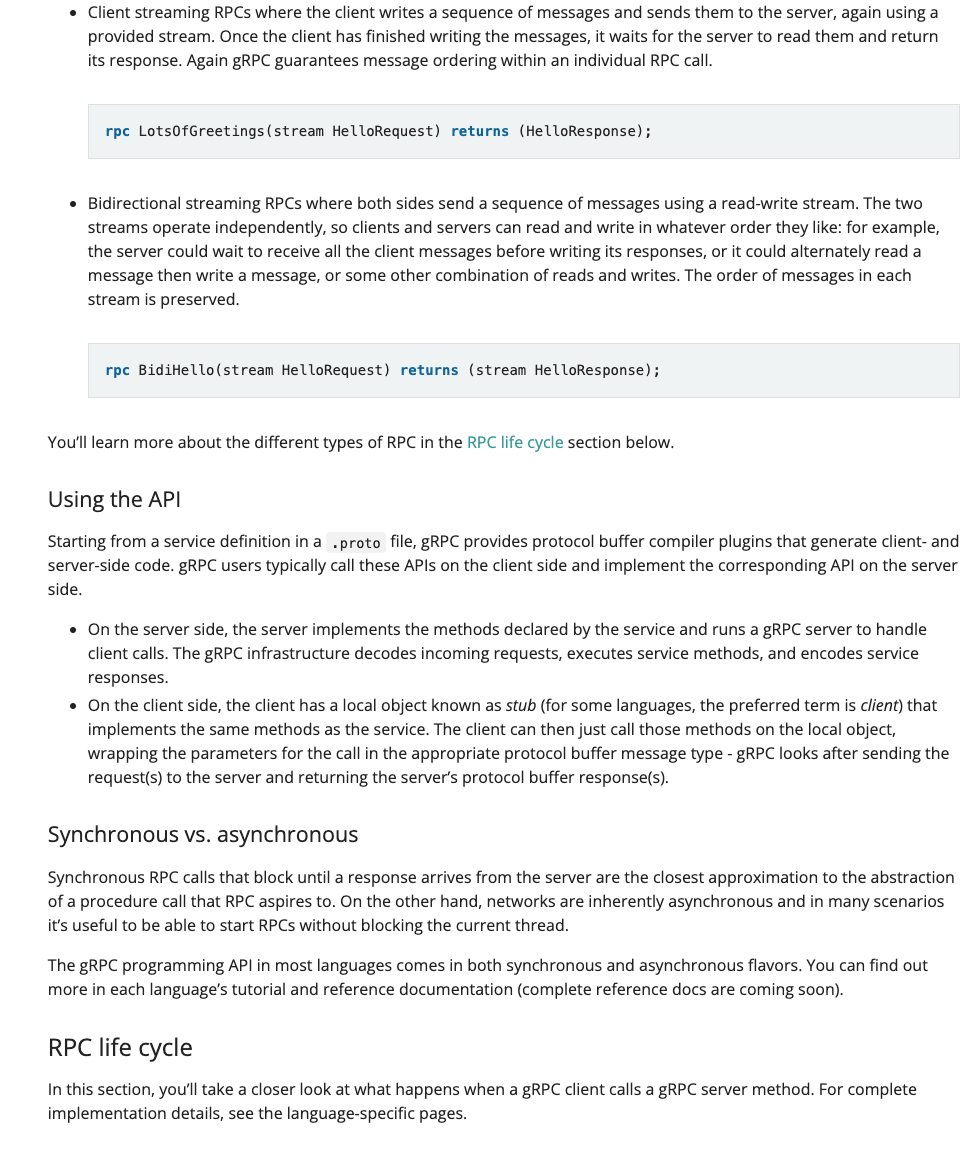 • Client streaming RPCs where the client writes a sequence of messages and sends them to the server, again using a
provided stream. Once the client has finished writing the messages, it waits for the server to read them and return
its response. Again gRPC guarantees message ordering within an individual RPC call.
rpc LotsOfGreetings(stream HelloRequest) returns (HelloResponse);
• Bidirectional streaming RPCs where both sides send a sequence of messages using a read-write stream. The two
streams operate independently, so clients and servers can read and write in whatever order they like: for example,
the server could wait to receive all the client messages before writing its responses, or it could alternately read a
message then write a message, or some other combination of reads and writes. The order of messages in each
stream is preserved.
rpc BidiHello(stream HelloRequest) returns (stream HelloResponse);
You’ll learn more about the different types of RPC in the RPC life cycle section below.
Using the API
Starting from a service definition in a .proto file, gRPC provides protocol buffer compiler plugins that generate client- and
server-side code. gRPC users typically call these APIs on the client side and implement the corresponding API on the server
side.
• On the server side, the server implements the methods declared by the service and runs a gRPC server to handle
client calls. The gRPC infrastructure decodes incoming requests, executes service methods, and encodes service
responses.
• On the client side, the client has a local object known as stub (for some languages, the preferred term is client) that
implements the same methods as the service. The client can then just call those methods on the local object,
wrapping the parameters for the call in the appropriate protocol buffer message type - gRPC looks after sending the
request(s) to the server and returning the server’s protocol buffer response(s).
Synchronous vs. asynchronous
Synchronous RPC calls that block until a response arrives from the server are the closest approximation to the abstraction
of a procedure call that RPC aspires to. On the other hand, networks are inherently asynchronous and in many scenarios
it’s useful to be able to start RPCs without blocking the current thread.
The gRPC programming API in most languages comes in both synchronous and asynchronous flavors. You can find out
more in each language’s tutorial and reference documentation (complete reference docs are coming soon).
RPC life cycle
In this section, you’ll take a closer look at what happens when a gRPC client calls a gRPC server method. For complete
implementation details, see the language-specific pages.